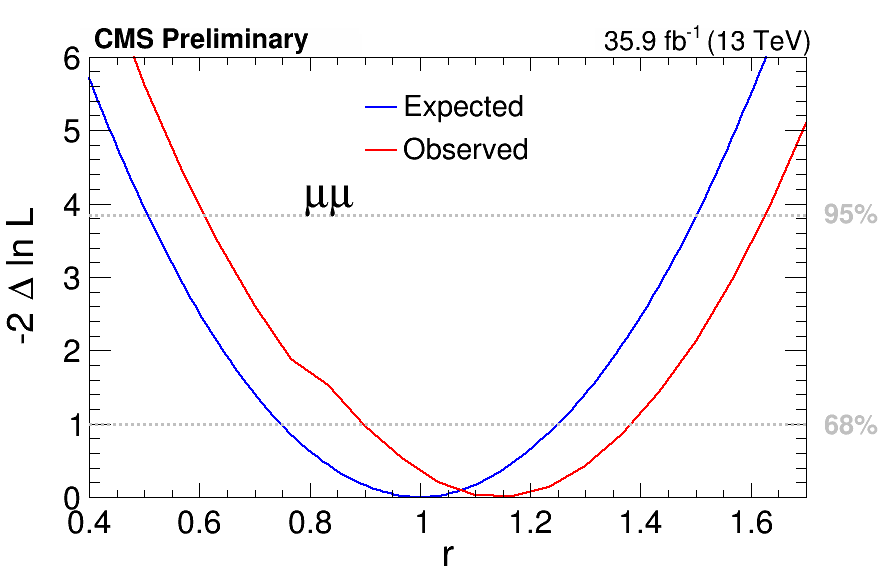 CMS Preliminary 35.9 fb⁻¹ (13 TeV)
6
Expected
5
Observed
μμ
4
95%
-2 Δ ln L
3
2
1
68%
0
0.4 0.6 0.8 1 1.2 1.4 1.6
r